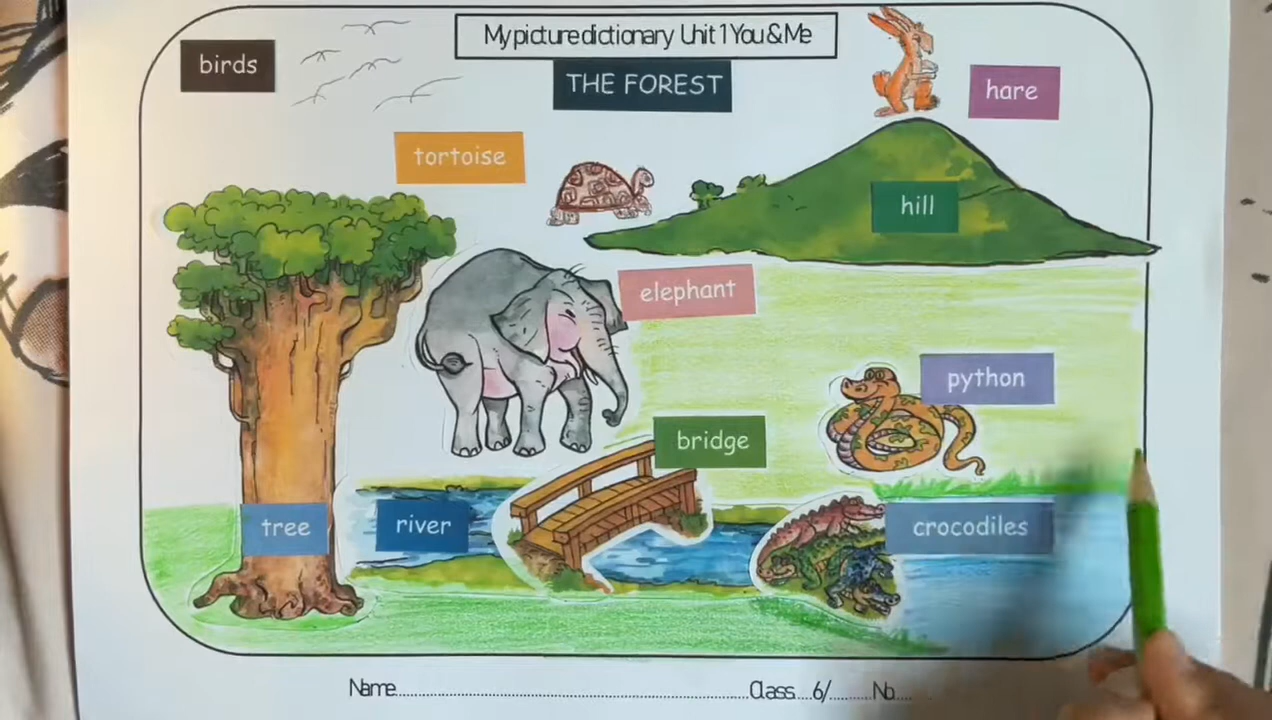 My picture dictionary Unit 1 You & Me
birds
THE FOREST
hare
tortoise
hill
elephant
python
bridge
tree
river
crocodiles
Name..........Class....6/..........No....